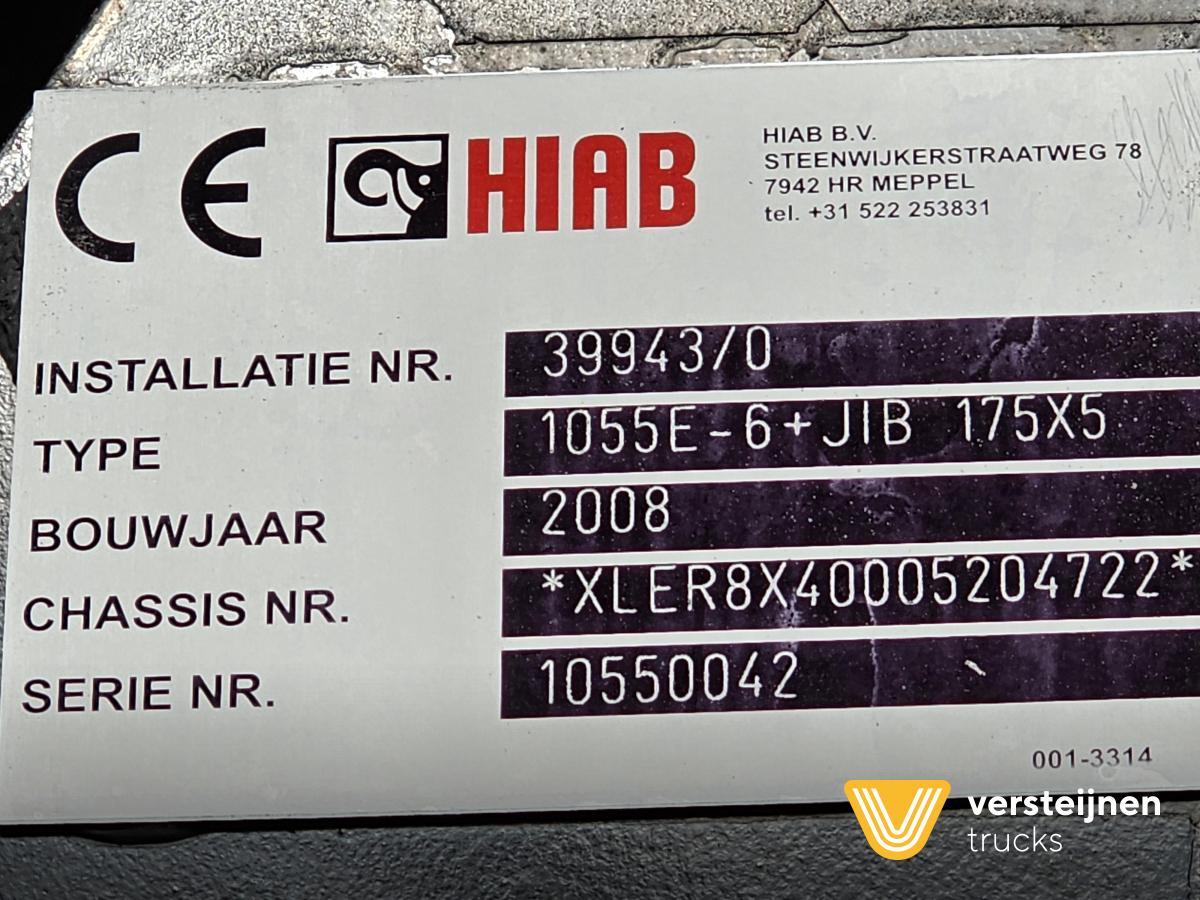 CE HIAB
HIAB B.V.
STEENWIJKERSTRAATWEG 78
7942 HR MEPPEL
tel. +31 522 253831
INSTALLATIE NR. 39943/0
TYPE 1055E-6+JIB 175X5
BOUWJAAR 2008
CHASSIS NR. *XLER8X40005204722*
SERIE NR. 10550042
001-3314
versteijnen
trucks